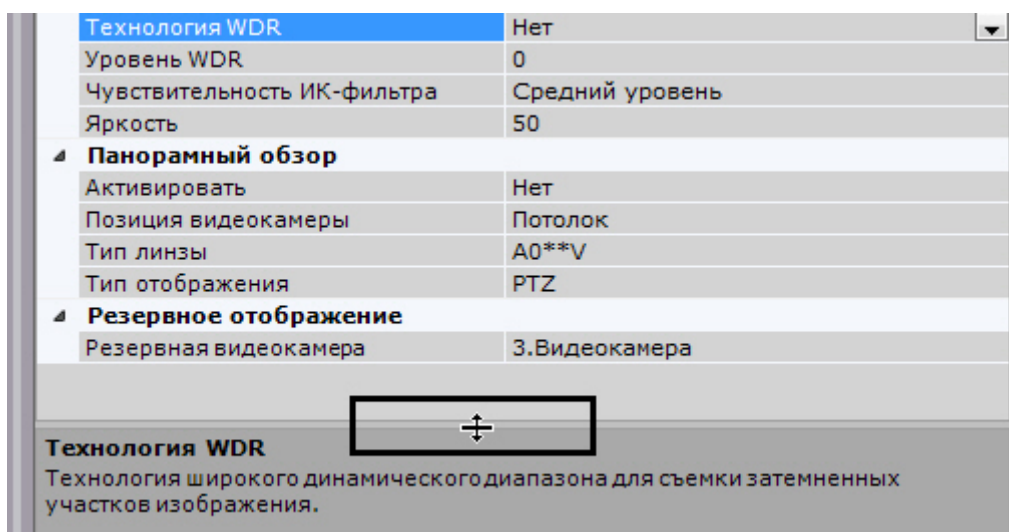 Технология WDR Нет
Уровень WDR 0
Чувствительность ИК-фильтра Средний уровень
Яркость 50
Панорамный обзор
Активировать Нет
Позиция видеокамеры Потолок
Тип линзы A0**V
Тип отображения PTZ
Резервное отображение
Резервная видеокамера 3.Видеокамера
Технология WDR
Технология широкого динамического диапазона для съемки затемненных
участков изображения.